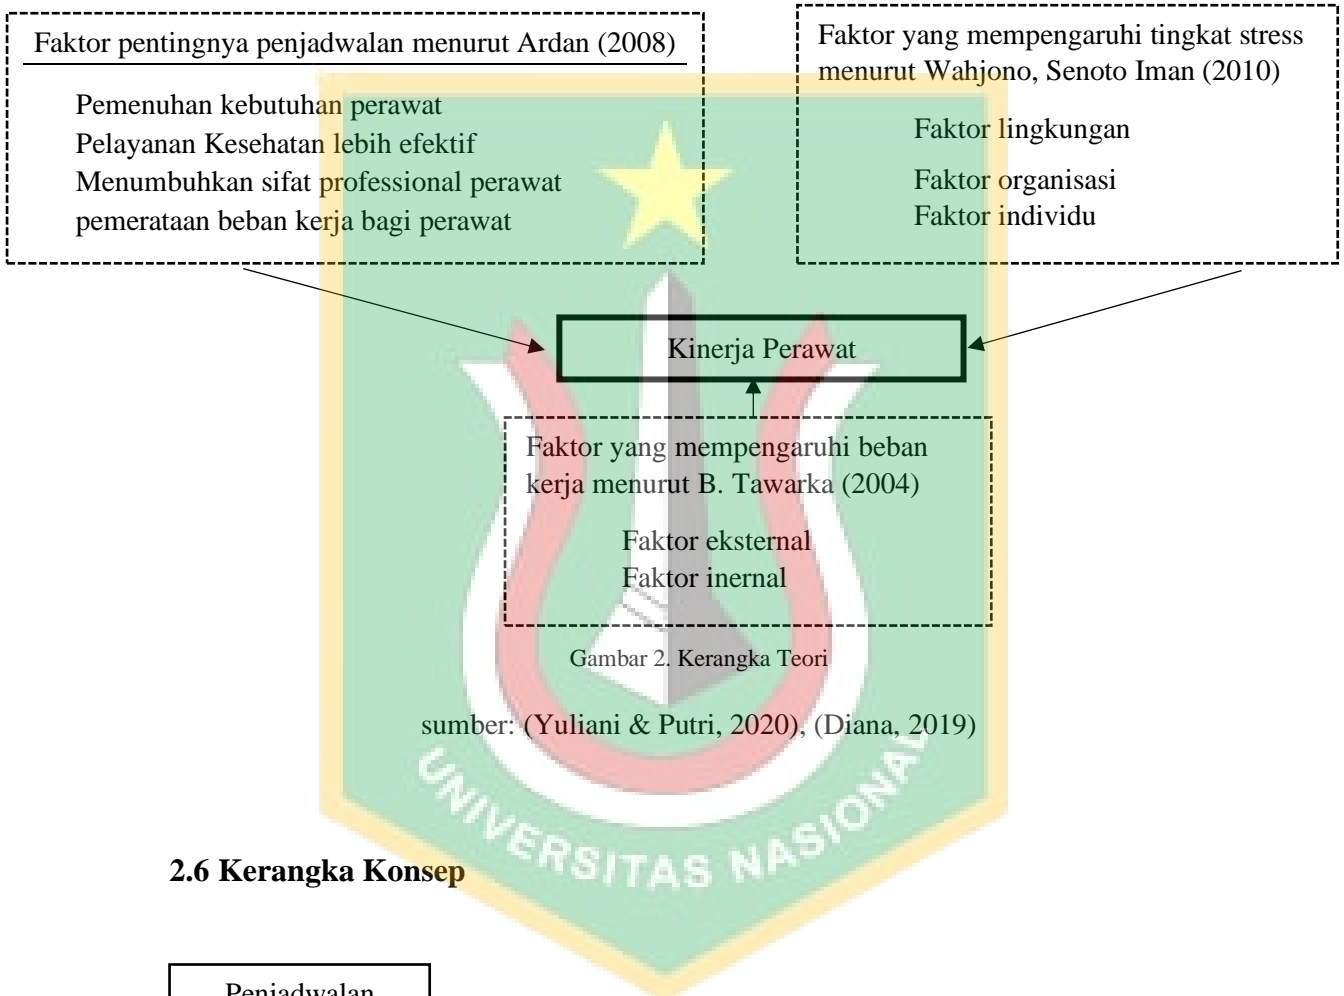 Faktor pentingnya penjadwalan menurut Ardan (2008)
Pemenuhan kebutuhan perawat
Pelayanan Kesehatan lebih efektif
Menumbuhkan sifat professional perawat
pemerataan beban kerja bagi perawat
Faktor yang mempengaruhi tingkat stress
menurut Wahjono, Senoto Iman (2010)
Faktor lingkungan
Faktor organisasi
Faktor individu
Kinerja Perawat
Faktor yang mempengaruhi beban
kerja menurut B. Tawarka (2004)
Faktor eksternal
Faktor inernal
Gambar 2. Kerangka Teori
sumber: (Yuliani & Putri, 2020), (Diana, 2019)
UNIVERSITAS NASIONAL
2.6 Kerangka Konsep
Penjadwalan